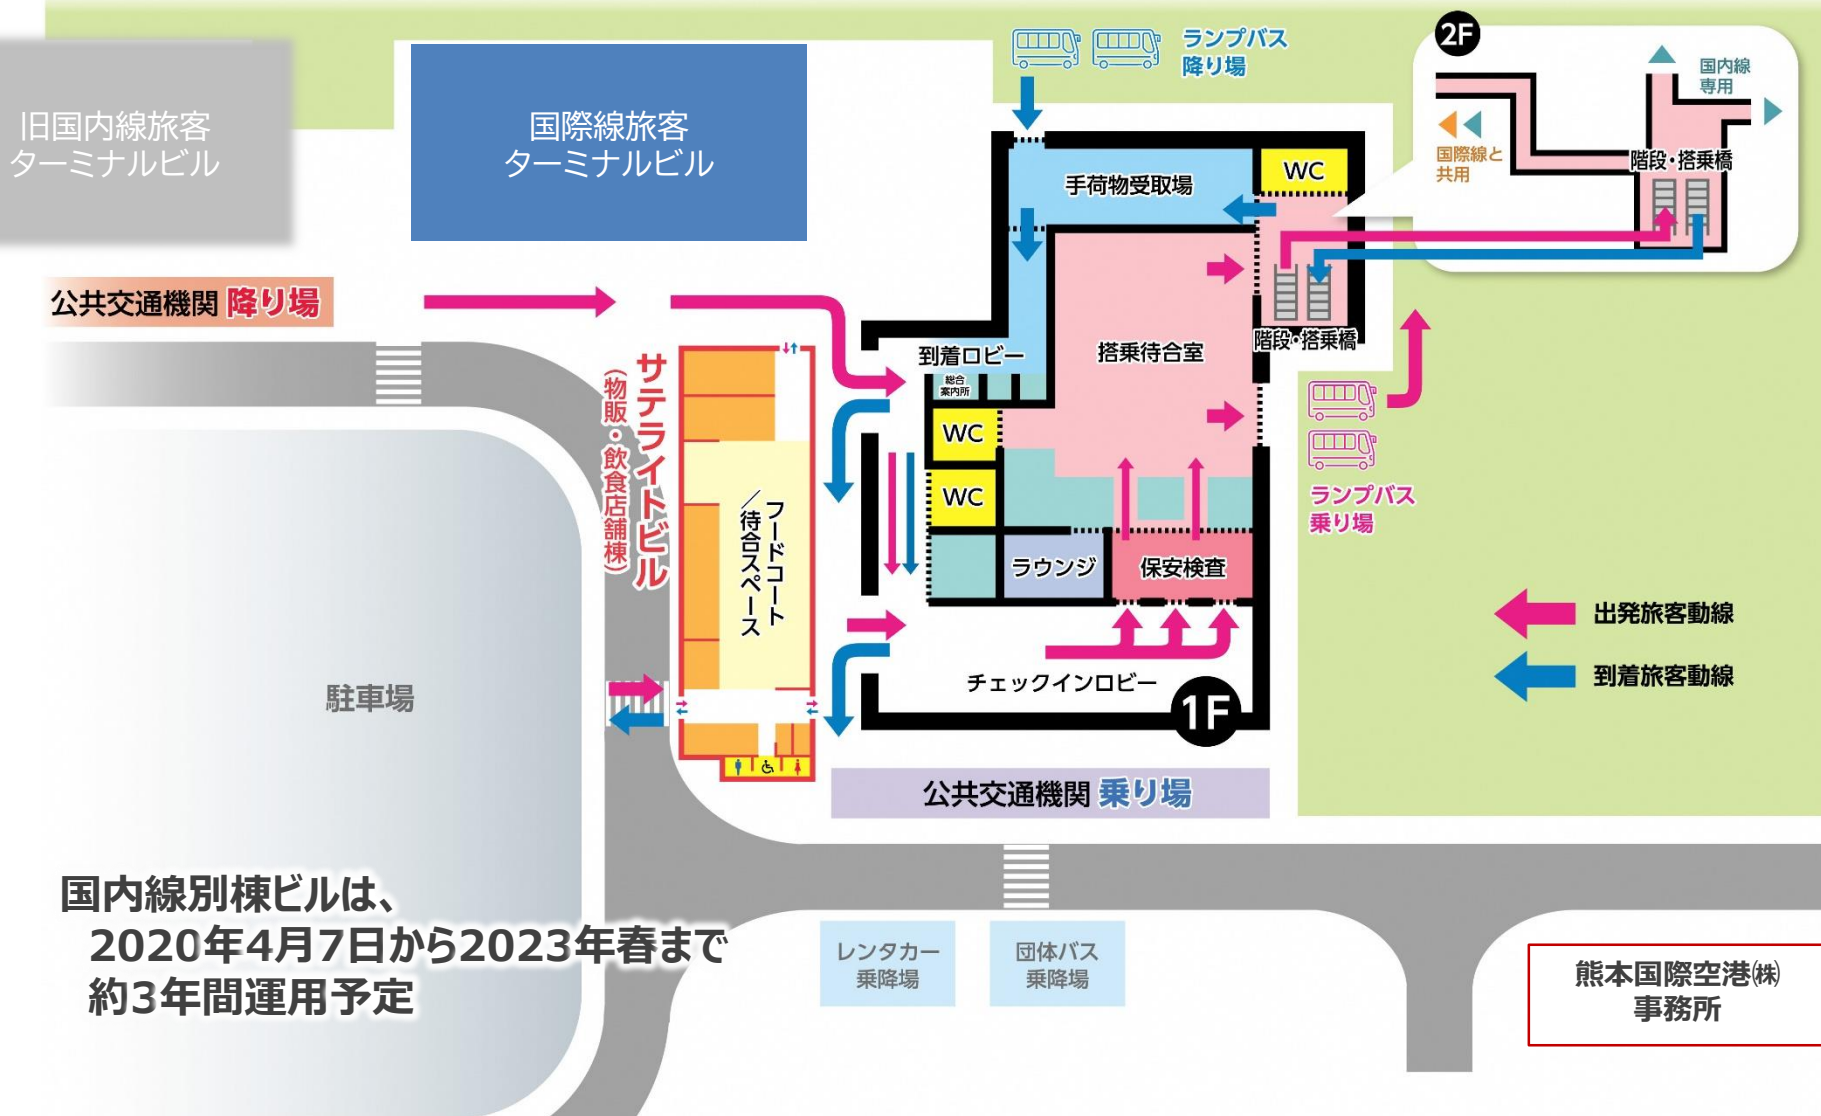 旧国内線旅客
ターミナルビル
国際線旅客
ターミナルビル
ランプバス
降り場
2F
国内線
専用
国際線と
共用
階段・搭乗橋
手荷物受取場
WC
公共交通機関 降り場
到着ロビー
総合
案内所
搭乗待合室
階段・搭乗橋
サテライトビル
(物販・飲食店舗棟)
フードコート
/待合スペース
WC
WC
ランプバス
乗り場
ラウンジ
保安検査
出発旅客動線
到着旅客動線
駐車場
チェックインロビー
1F
公共交通機関 乗り場
国内線別棟ビルは、
2020年4月7日から2023年春まで
約3年間運用予定
レンタカー
乗降場
団体バス
乗降場
熊本国際空港㈱
事務所